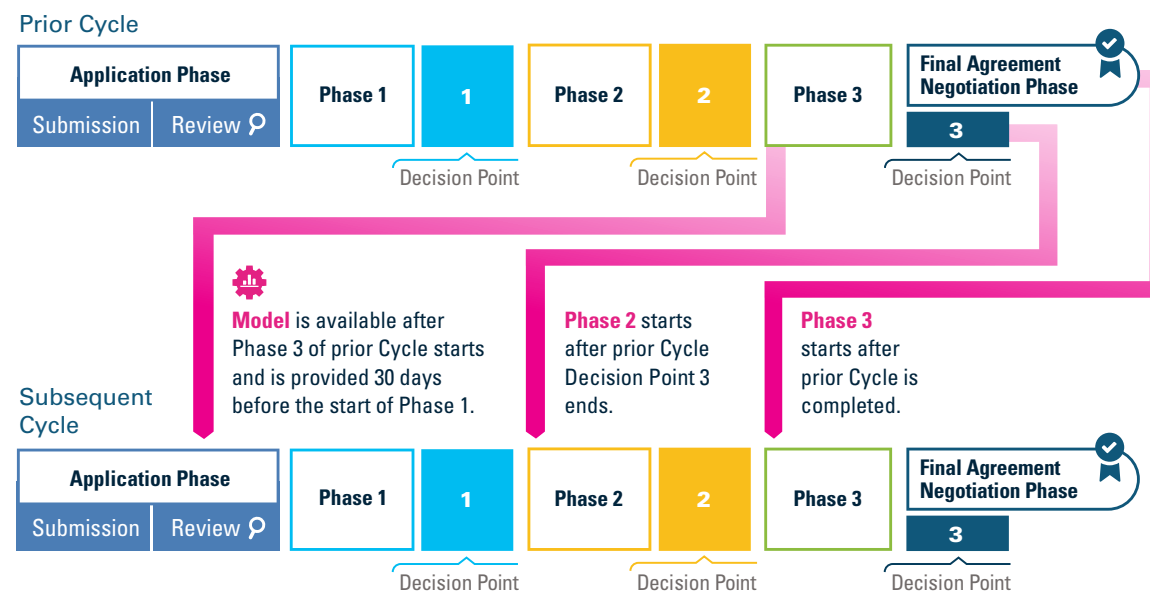 Prior Cycle
Application Phase
Submission
Review
Phase 1
1
Phase 2
2
Phase 3
Final Agreement
Negotiation Phase
3
Decision Point
Decision Point
Decision Point
Model is available after
Phase 3 of prior Cycle starts
and is provided 30 days
before the start of Phase 1.
Phase 2 starts
after prior Cycle
Decision Point 3
ends.
Phase 3
starts after
prior Cycle is
completed.
Subsequent
Cycle
Application Phase
Submission
Review
Phase 1
1
Phase 2
2
Phase 3
Final Agreement
Negotiation Phase
3
Decision Point
Decision Point
Decision Point